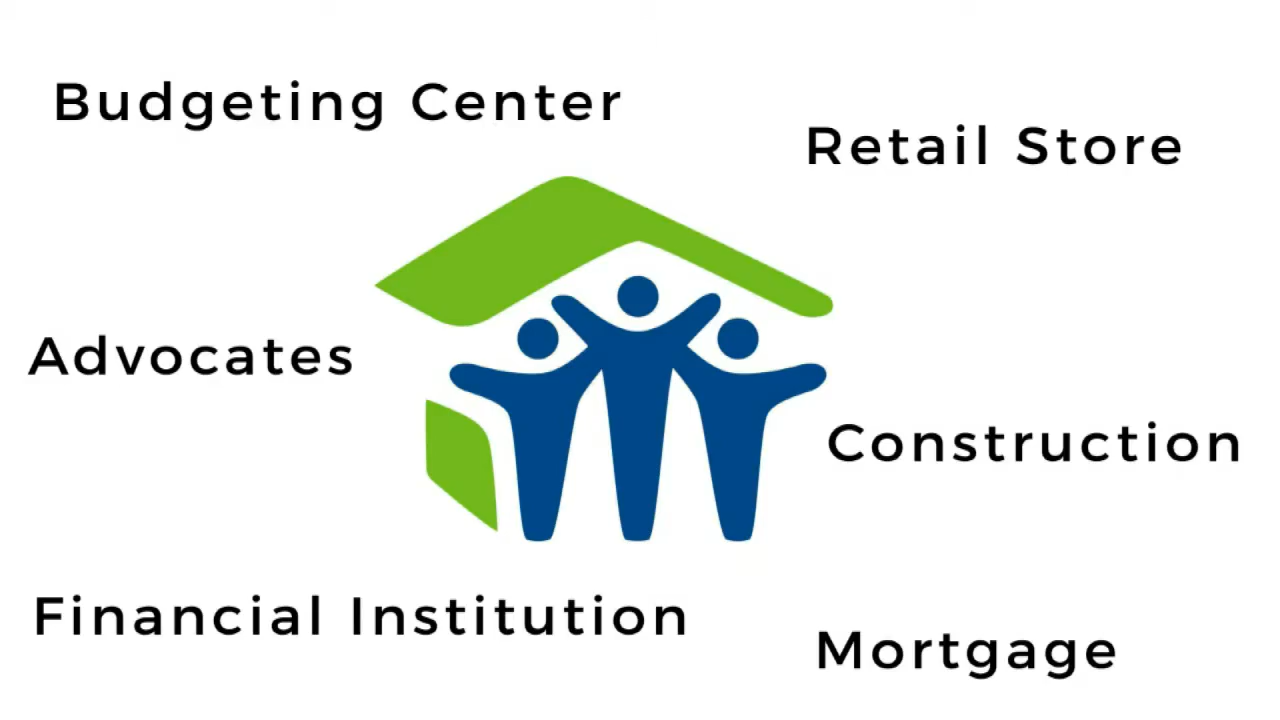 Budgeting Center
Retail Store
Advocates
Construction
Financial Institution
Mortgage